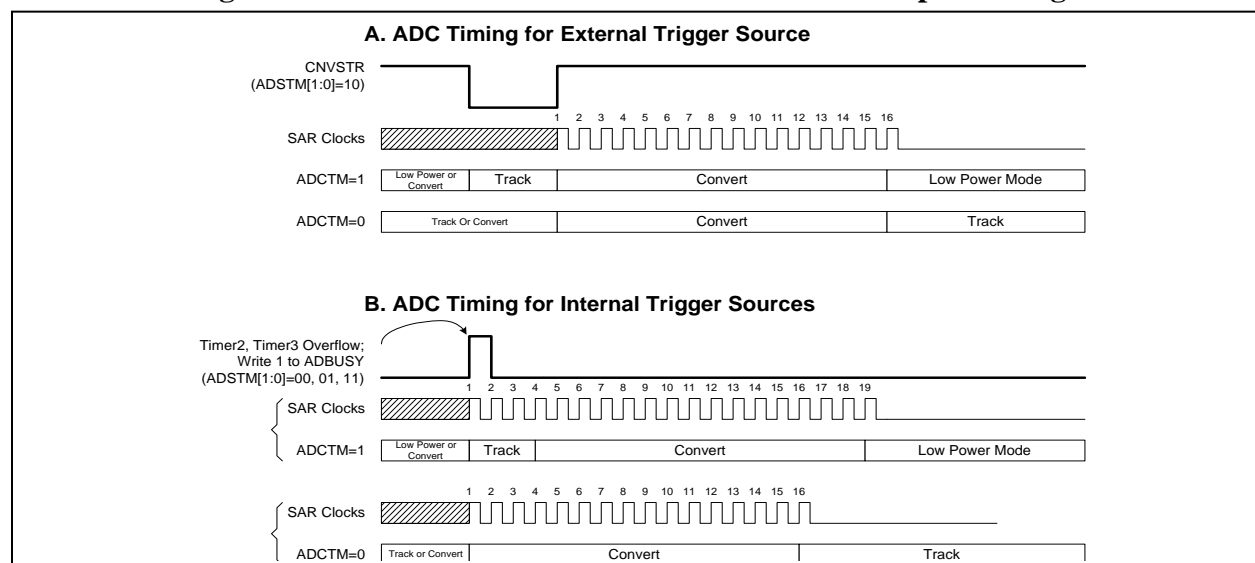 A. ADC Timing for External Trigger Source
CNVSTR
(ADSTM[1:0]=10)
1 2 3 4 5 6 7 8 9 10 11 12 13 14 15 16
SAR Clocks
ADCTM=1
Low Power or
Convert
Track
Convert
Low Power Mode
ADCTM=0
Track Or Convert
Convert
Track
B. ADC Timing for Internal Trigger Sources
Timer2, Timer3 Overflow;
Write 1 to ADBUSY
(ADSTM[1:0]=00, 01, 11)
1 2 3 4 5 6 7 8 9 10 11 12 13 14 15 16 17 18 19
SAR Clocks
ADCTM=1
Low Power or
Convert
Track
Convert
Low Power Mode
1 2 3 4 5 6 7 8 9 10 11 12 13 14 15 16
SAR Clocks
ADCTM=0
Track or Convert
Convert
Track